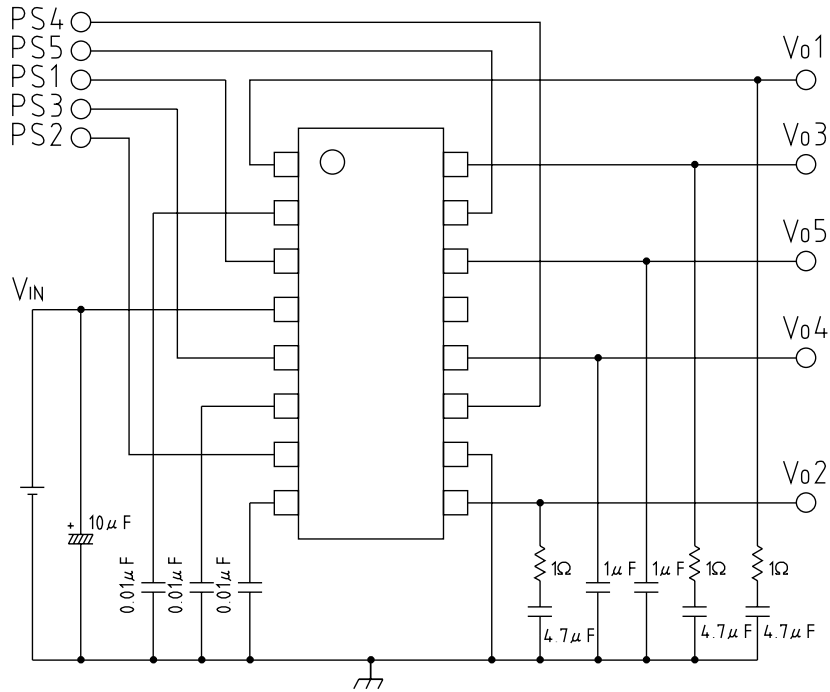 PS4
PS5
PS1
PS3
PS2
Vo1
Vo3
Vo5
VIN
Vo4
Vo2
10μF
0.01μF
0.01μF
0.01μF
1Ω
1μF
1μF
1Ω
1Ω
4.7μF
4.7μF
4.7μF